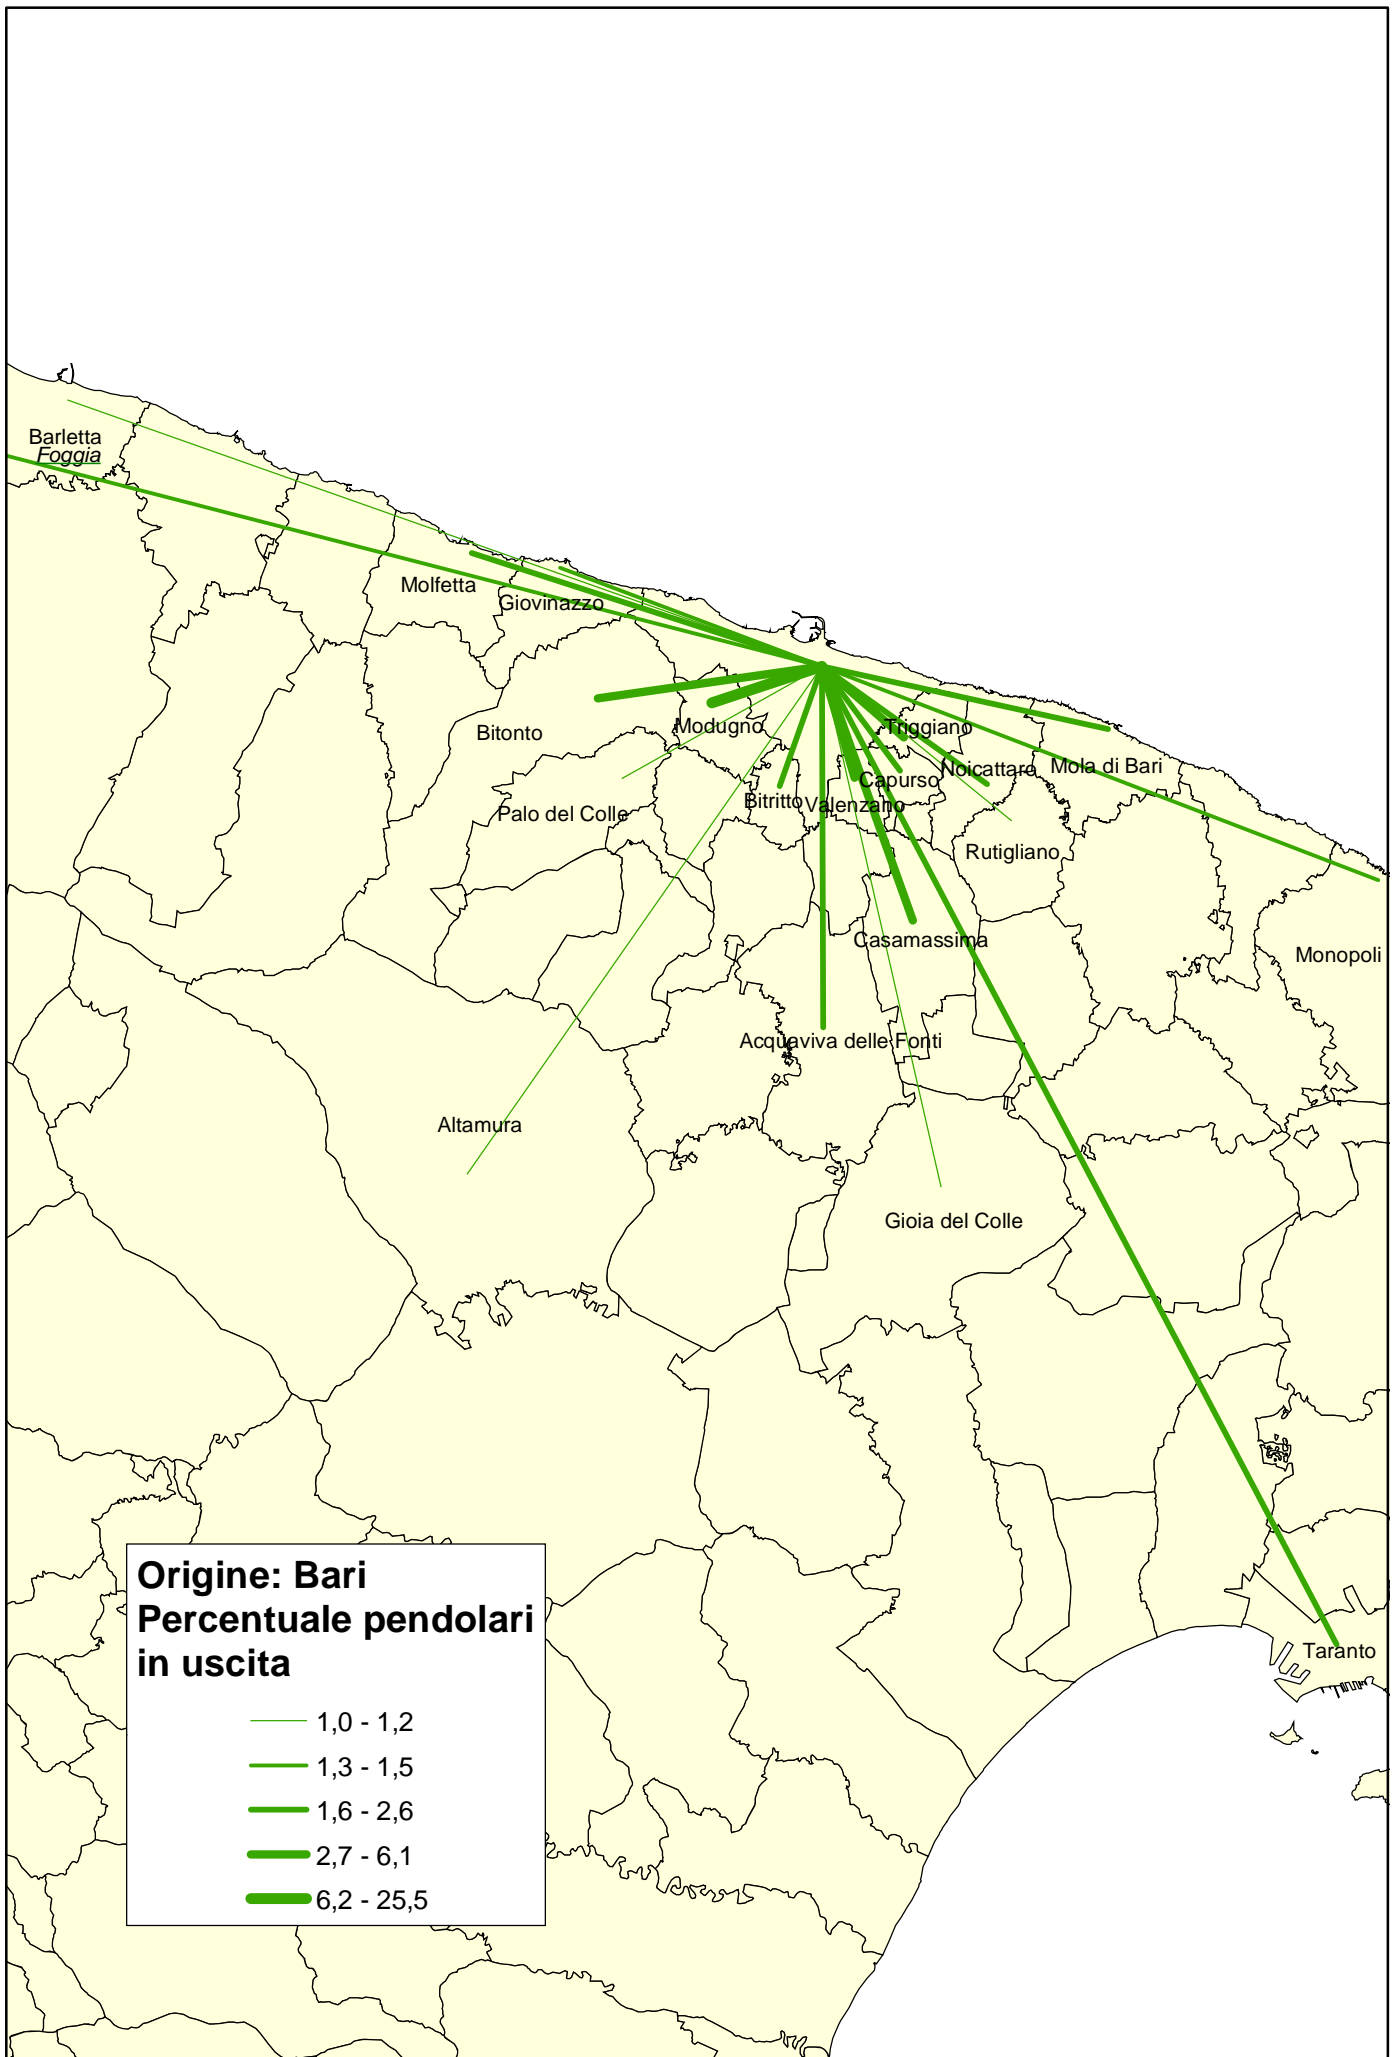 Barletta
Foggia
Molfetta
Giovinazzo
Modugno
Triggiano
Bitonto
Noicattaro
Mola di Bari
Capurso
Bitritto
Valenzano
Palo del Colle
Rutigliano
Casamassima
Monopoli
Acquaviva delle Fonti
Altamura
Gioia del Colle
Taranto
Origine: Bari
Percentuale pendolari
in uscita
1,0 - 1,2
1,3 - 1,5
1,6 - 2,6
2,7 - 6,1
6,2 - 25,5